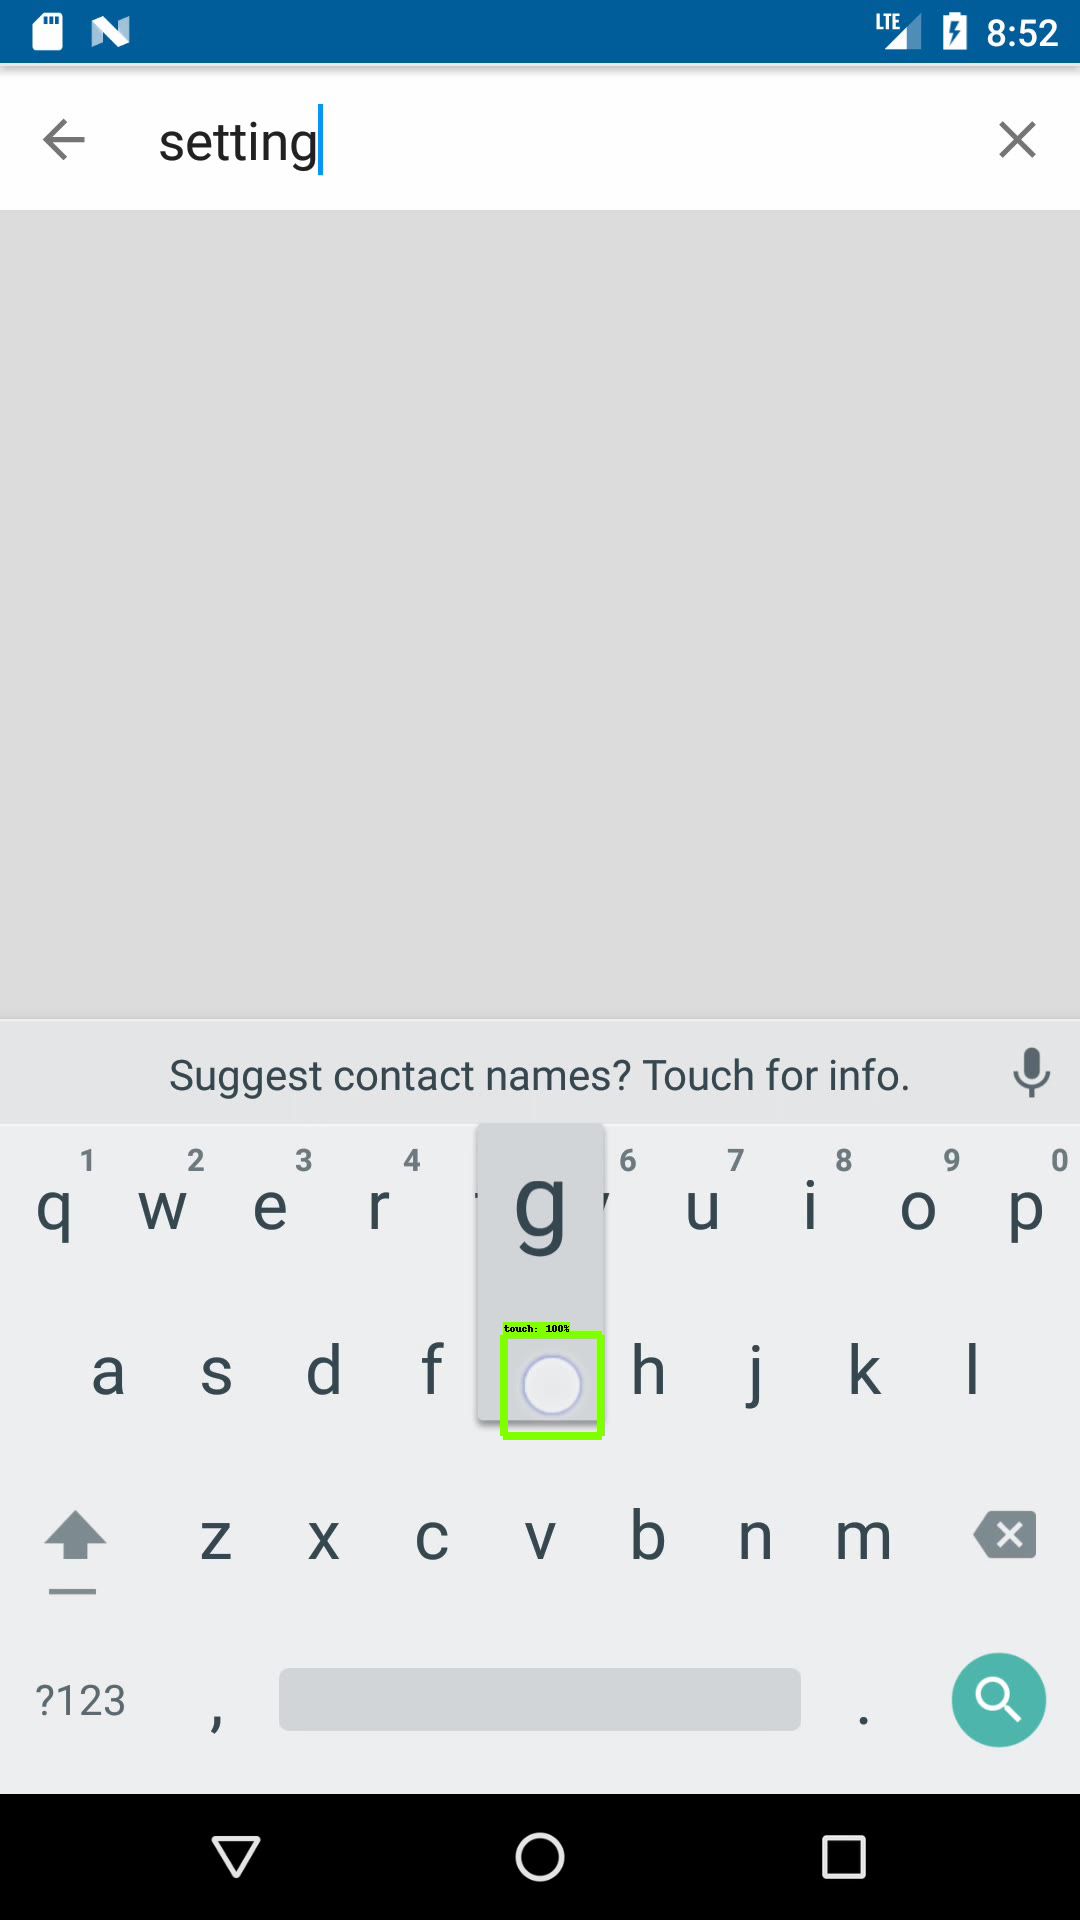 LTE 8:52
setting
Suggest contact names? Touch for info.
1 2 3 4 6 7 8 9 0
q w e r g u i o p
touch: 100%
a s d f h j k l
z x c v b n m
?123 , .